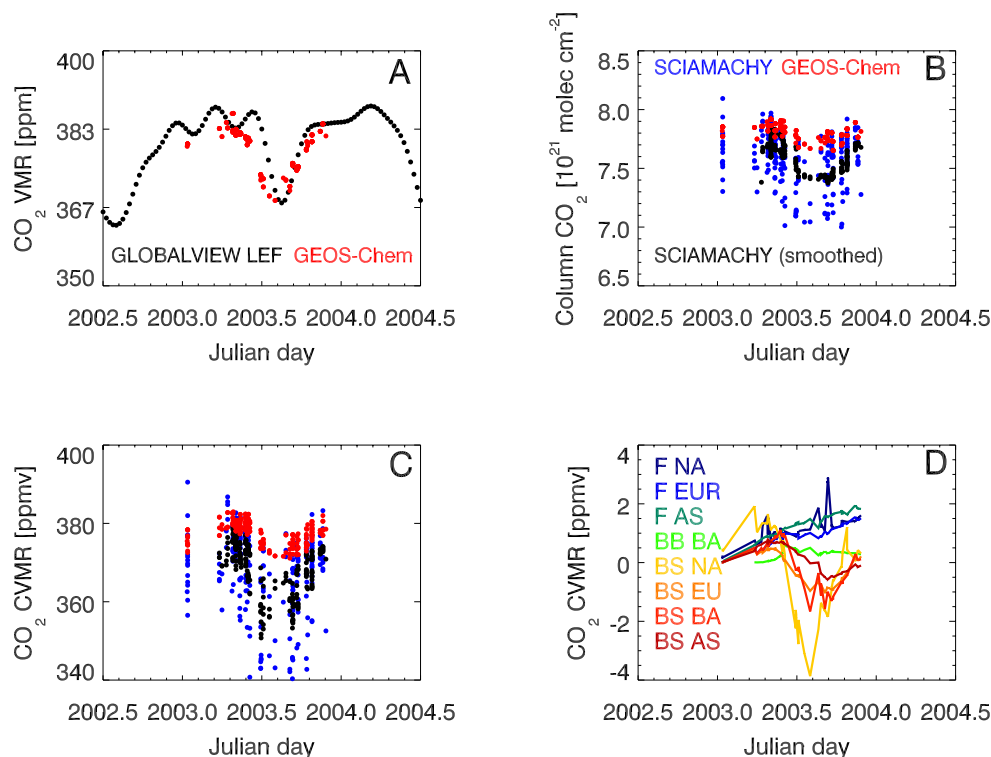 A
CO2 VMR [ppm]
400
383
367
350
GLOBALVIEW LEF GEOS-Chem
2002.5 2003.0 2003.5 2004.0 2004.5
Julian day
B
Column CO2 [10^21 molec cm-2]
8.5
8.0
7.5
7.0
6.5
SCIAMACHY GEOS-Chem
SCIAMACHY (smoothed)
2002.5 2003.0 2003.5 2004.0 2004.5
Julian day
C
CO2 CVMR [ppmv]
400
380
360
340
2002.5 2003.0 2003.5 2004.0 2004.5
Julian day
D
CO2 CVMR [ppmv]
4
2
0
-2
-4
F NA
F EUR
F AS
BB BA
BS NA
BS EU
BS BA
BS AS
2002.5 2003.0 2003.5 2004.0 2004.5
Julian day